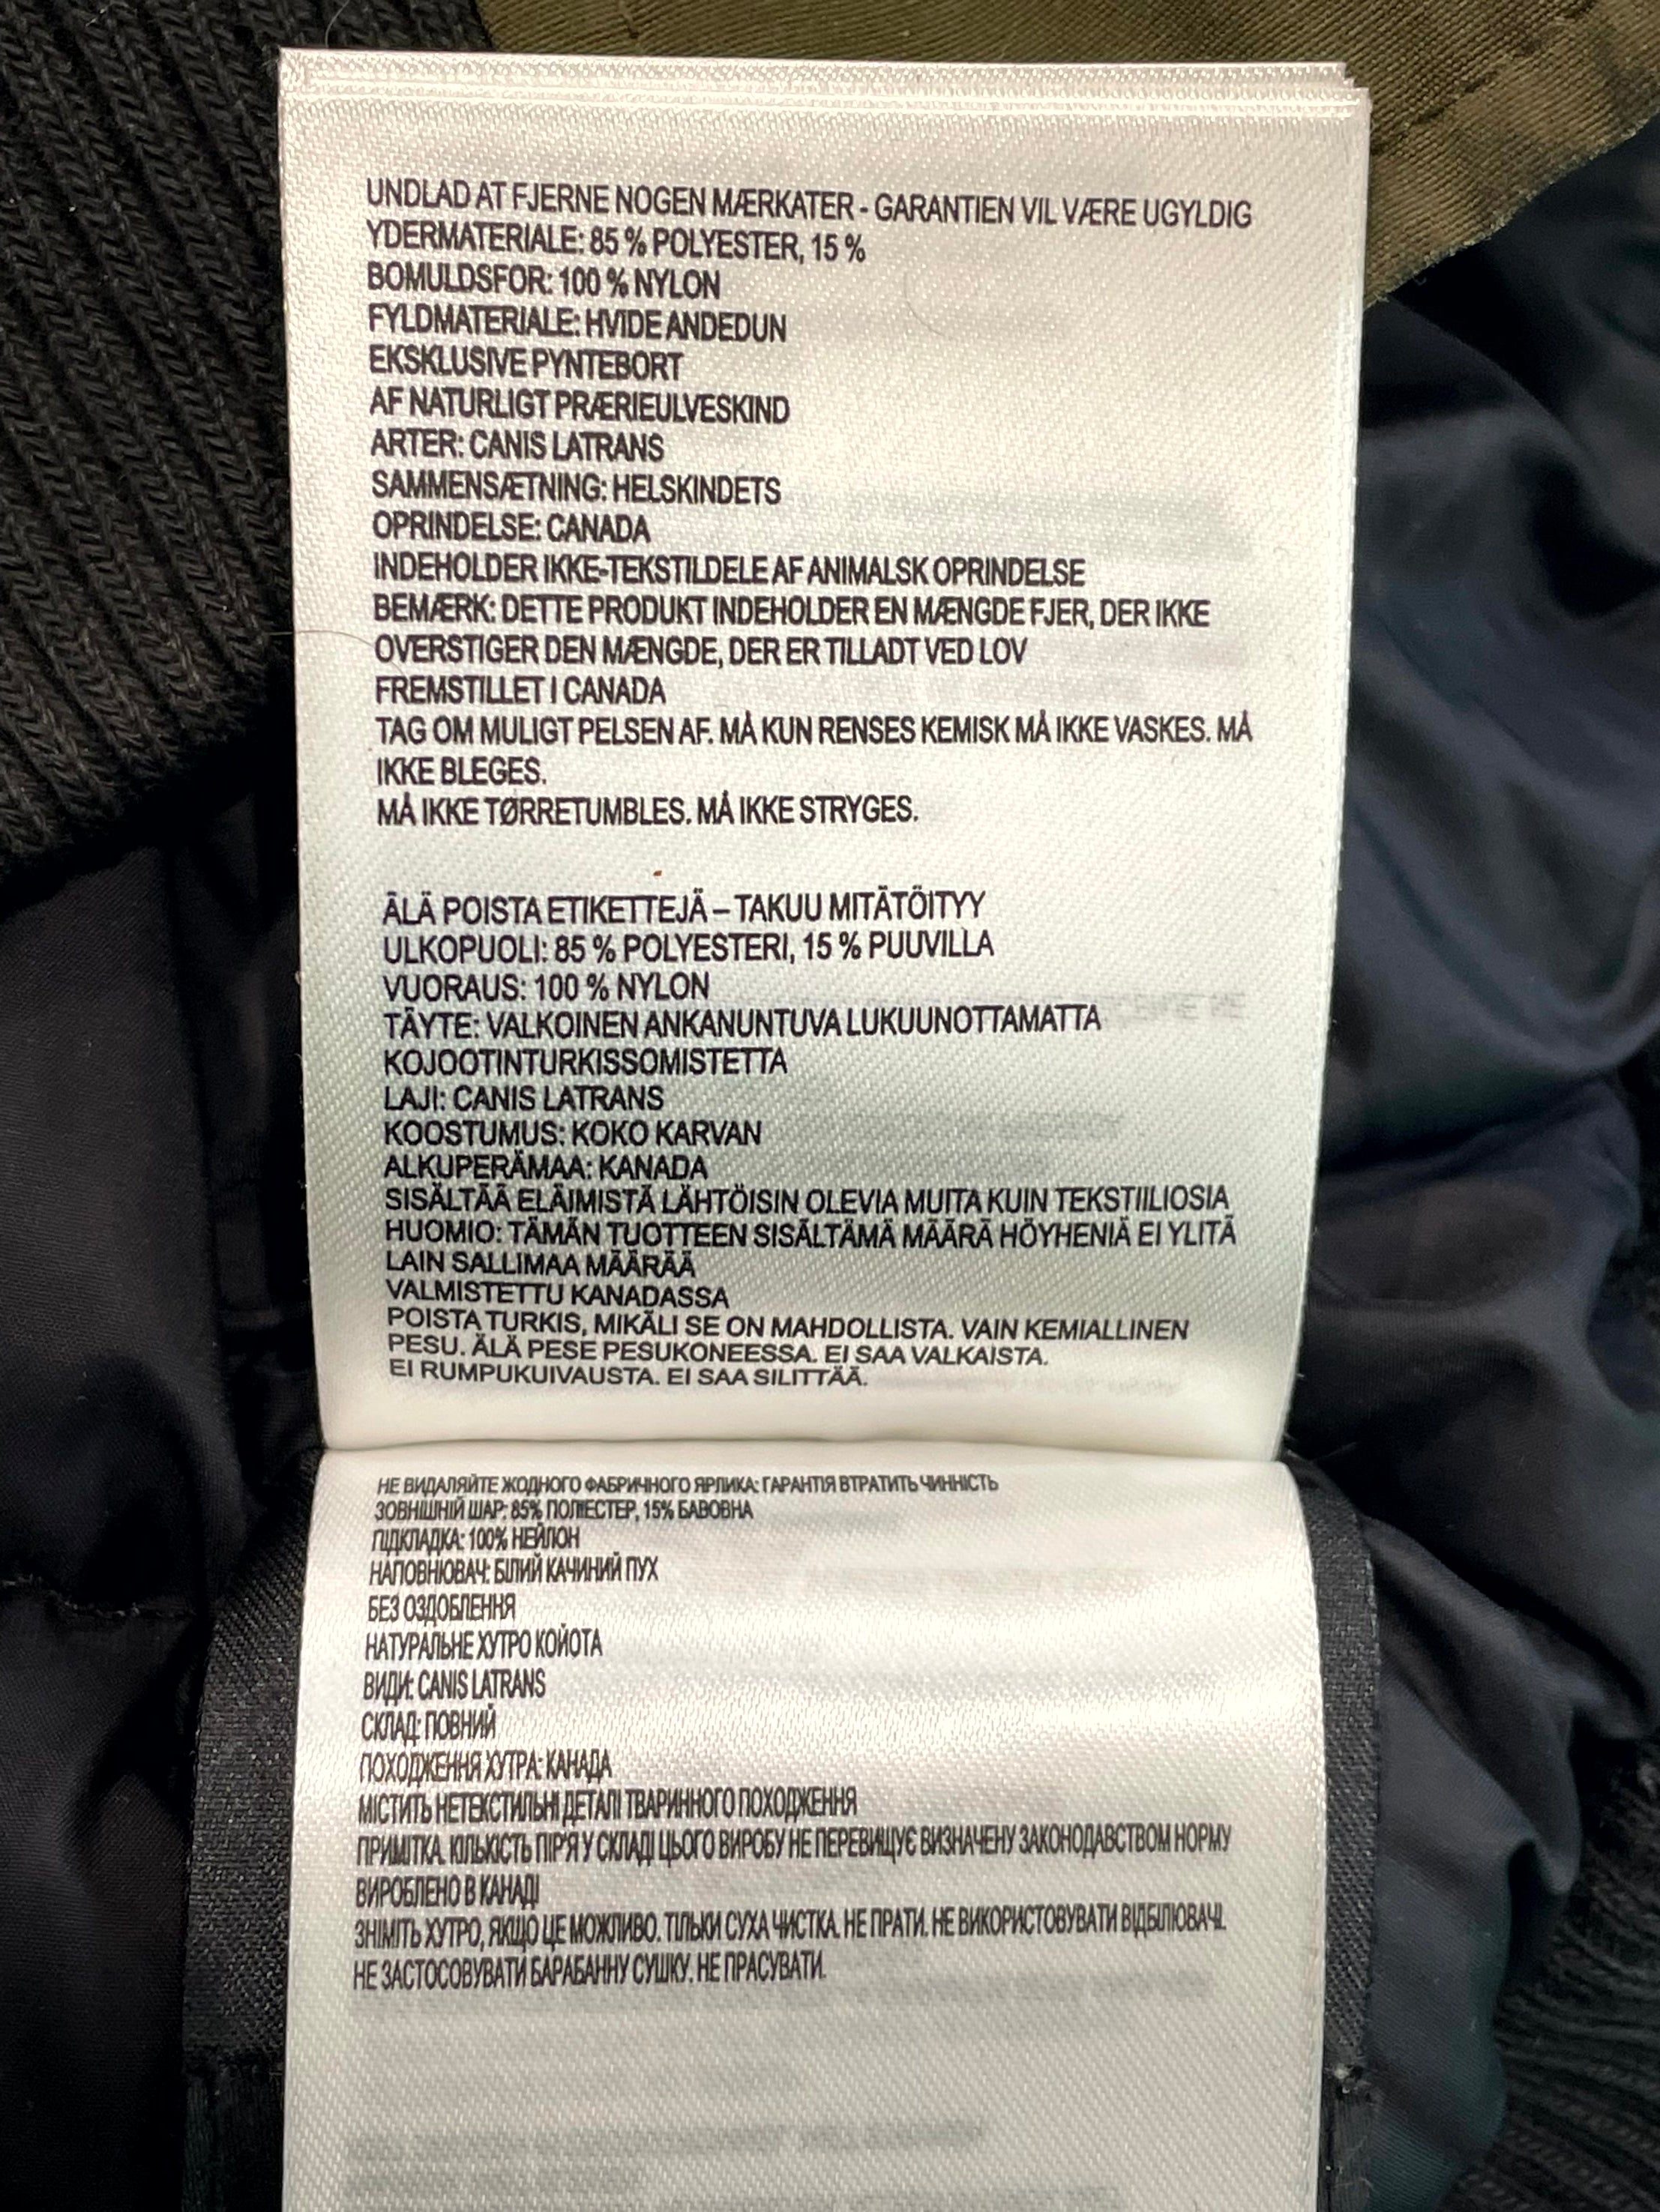 UNDLAD AT FJERNE NOGEN MÆRKATER - GARANTIEN VIL VÆRE UGYLDIG
YDERMATERIALE: 85 % POLYESTER, 15 %
BOMULDSFOR: 100 % NYLON
FYLDMATERIALE: HVIDE ANDEDUN
EKSKLUSIVE PYNTEBORT
AF NATURLIGT PRÆRIEULVESKIND
ARTER: CANIS LATRANS
SAMMENSÆTNING: HELSKINDETS
OPRINDELSE: CANADA
INDEHOLDER IKKE-TEKSTILDELE AF ANIMALSK OPRINDELSE
BEMÆRK: DETTE PRODUKT INDEHOLDER EN MÆNGDE FJER, DER IKKE
OVERSTIGER DEN MÆNGDE, DER ER TILLADT VED LOV
FREMSTILLET I CANADA
TAG OM MULIGT PELSEN AF. MÅ KUN RENSES KEMISK MÅ IKKE VASKES. MÅ
IKKE BLEGES.
MÅ IKKE TØRRETUMBLES. MÅ IKKE STRYGES.
ÄLÄ POISTA ETIKETTEJÄ – TAKUU MITÄTÖITYY
ULKOPUOLI: 85 % POLYESTERI, 15 % PUUVILLA
VUORAUS: 100 % NYLON
TÄYTE: VALKOINEN ANKANUNTUVA LUKUUNOTTAMATTA
KOJOOTINTURKISSOMISTETTA
LAJI: CANIS LATRANS
KOOSTUMUS: KOKO KARVAN
ALKUPERÄMAA: KANADA
SISÄLTÄÄ ELÄIMISTÄ LÄHTÖISIN OLEVIA MUITA KUIN TEKSTIILIOSIA
HUOMIO: TÄMÄN TUOTTEEN SISÄLTÄMÄ MÄÄRÄ HÖYHENIÄ EI YLITÄ
LAIN SALLIMAA MÄÄRÄÄ
VALMISTETTU KANADASSA
POISTA TURKIS, MIKÄLI SE ON MAHDOLLISTA. VAIN KEMIALLINEN
PESU. ÄLÄ PESE PESUKONEESSA. EI SAA VALKAISTA.
EI RUMPUKUIVAUSTA. EI SAA SILITTÄÄ.
НЕ ВИДАЛЯЙТЕ ЖОДНОГО ФАБРИЧНОГО ЯРЛИКА: ГАРАНТІЯ ВТРАТИТЬ ЧИННІСТЬ
ЗОВНІШНІЙ ШАР: 85% ПОЛІЕСТЕР, 15% БАВОВНА
ПІДКЛАДКА: 100% НЕЙЛОН
НАПОВНЮВАЧ: БІЛИЙ КАЧИНИЙ ПУХ
БЕЗ ОЗДОБЛЕННЯ
НАТУРАЛЬНЕ ХУТРО КОЙОТА
ВИДИ: CANIS LATRANS
СКЛАД: ПОВНИЙ
ПОХОДЖЕННЯ ХУТРА: КАНАДА
МІСТИТЬ НЕТЕКСТИЛЬНІ ДЕТАЛІ ТВАРИННОГО ПОХОДЖЕННЯ
ПРИМІТКА. КІЛЬКІСТЬ ПІР'Я У СКЛАДІ ЦЬОГО ВИРОБУ НЕ ПЕРЕВИЩУЄ ВИЗНАЧЕНУ ЗАКОНОДАВСТВОМ НОРМУ
ВИРОБЛЕНО В КАНАДІ
ЗНІМІТЬ ХУТРО, ЯКЩО ЦЕ МОЖЛИВО. ТІЛЬКИ СУХА ЧИСТКА. НЕ ПРАТИ. НЕ ВИКОРИСТОВУВАТИ ВІДБІЛЮВАЧІ.
НЕ ЗАСТОСОВУВАТИ БАРАБАННУ СУШКУ. НЕ ПРАСУВАТИ.